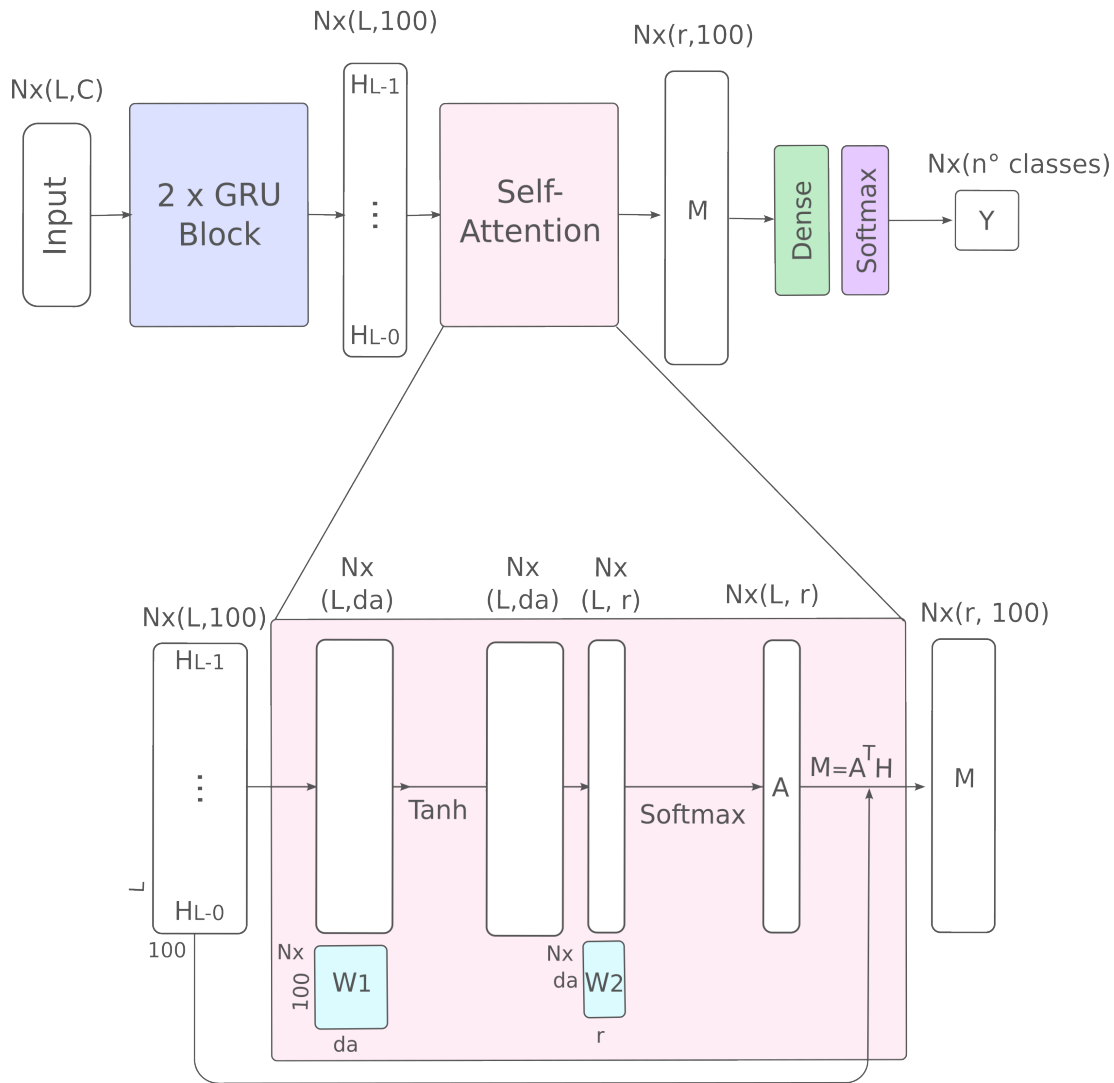 Nx(L,100)
Nx(r,100)
Nx(L,C)
HL-1
Nx(n° classes)
Input
2 x GRU
Block
...
Self-
Attention
M
Dense
Softmax
Y
HL-0
Nx
(L,da)
Nx
(L,da)
Nx
(L, r)
Nx(L, r)
Nx(L,100)
Nx(r, 100)
HL-1
...
Tanh
Softmax
A
M=A^T H
M
L
HL-0
100
Nx
100
W1
da
Nx
da
W2
r